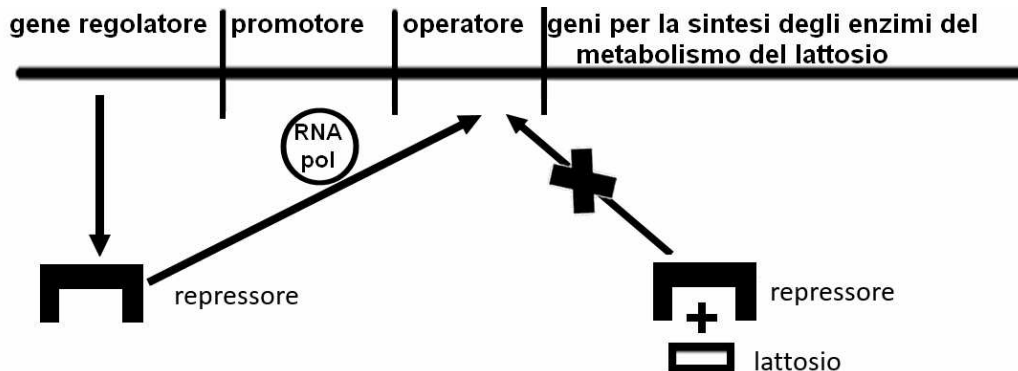 gene regolatore promotore operatore geni per la sintesi degli enzimi del
metabolismo del lattosio
RNA
pol
repressore
repressore
lattosio